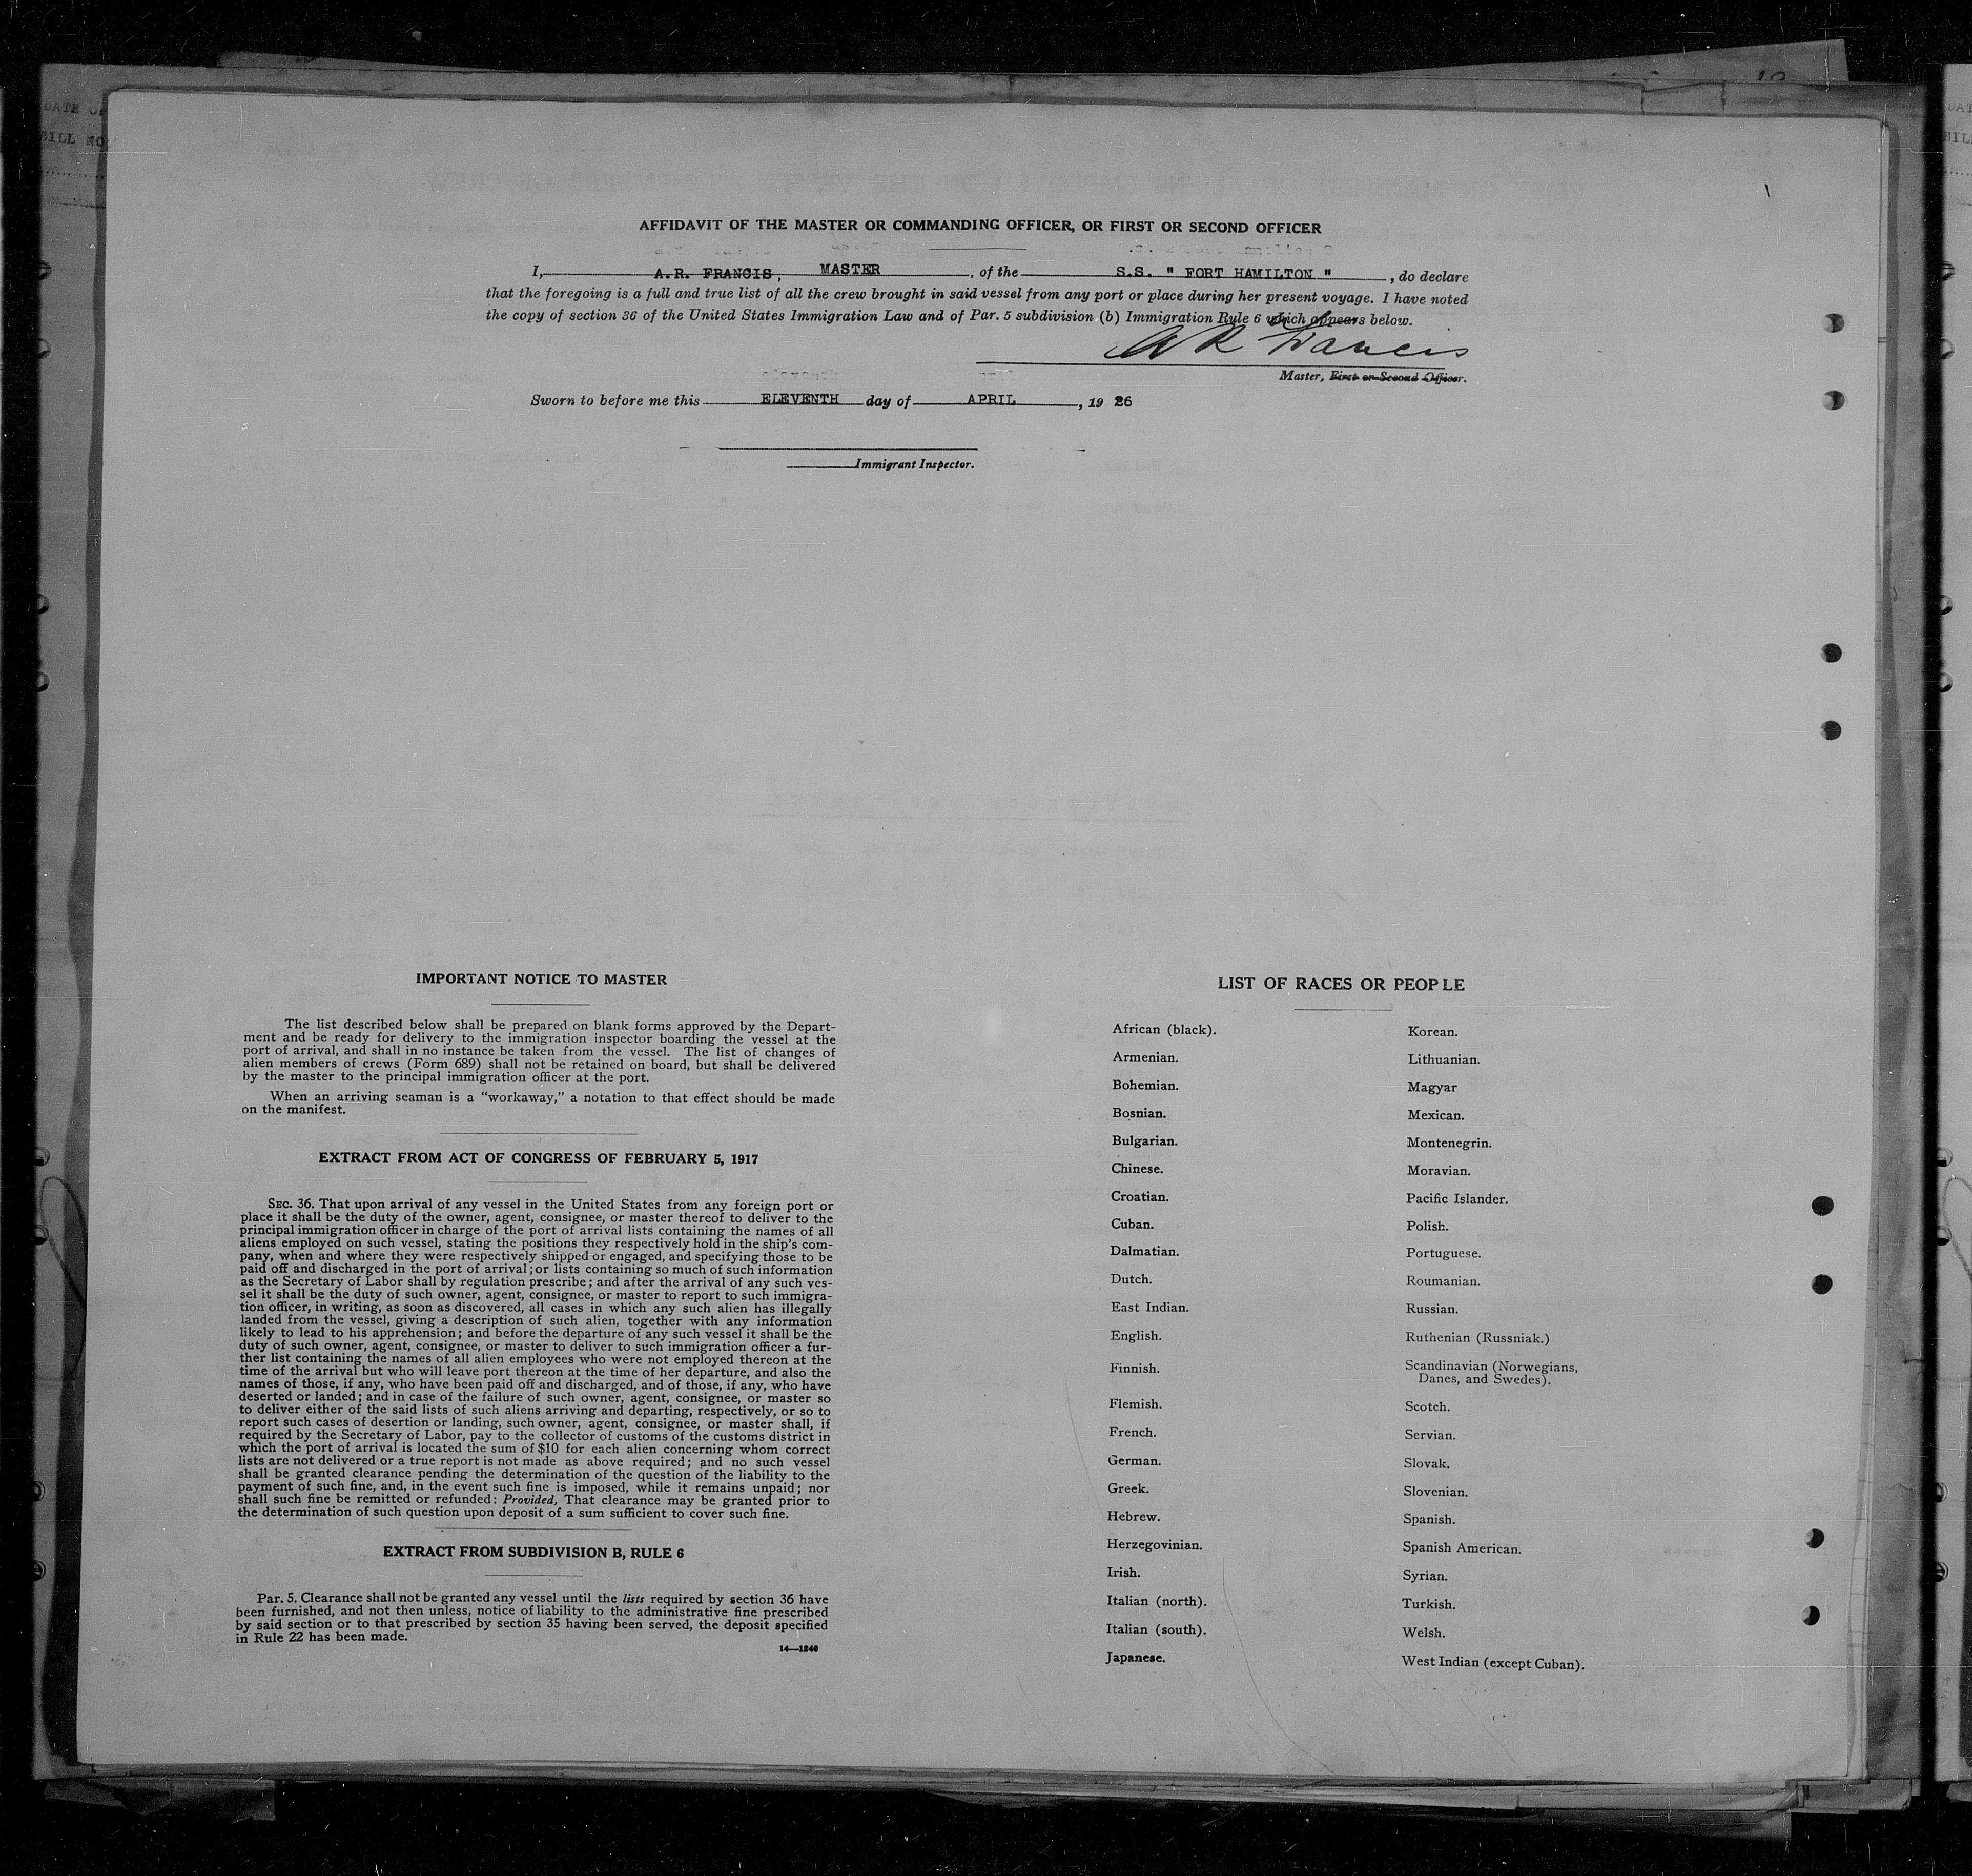 AFFIDAVIT OF THE MASTER OR COMMANDING OFFICER, OR FIRST OR SECOND OFFICER
I, A.R. FRANCIS, MASTER, of the S.S. " FORT HAMILTON ", do declare
that the foregoing is a full and true list of all the crew brought in said vessel from any port or place during her present voyage. I have noted
the copy of section 36 of the United States Immigration Law and of Par. 5 subdivision (b) Immigration Rule 6 which appears below.
A R Francis
Master, First or Second Officer.
Sworn to before me this ELEVENTH day of APRIL, 19 26
Immigrant Inspector.
IMPORTANT NOTICE TO MASTER
The list described below shall be prepared on blank forms approved by the Depart-
ment and be ready for delivery to the immigration inspector boarding the vessel at the
port of arrival, and shall in no instance be taken from the vessel. The list of changes of
alien members of crews (Form 689) shall not be retained on board, but shall be delivered
by the master to the principal immigration officer at the port.
When an arriving seaman is a "workaway," a notation to that effect should be made
on the manifest.
EXTRACT FROM ACT OF CONGRESS OF FEBRUARY 5, 1917
SEC. 36. That upon arrival of any vessel in the United States from any foreign port or
place it shall be the duty of the owner, agent, consignee, or master thereof to deliver to the
principal immigration officer in charge of the port of arrival lists containing the names of all
aliens employed on such vessel, stating the positions they respectively hold in the ship's com-
pany, when and where they were respectively shipped or engaged, and specifying those to be
paid off and discharged in the port of arrival; or lists containing so much of such information
as the Secretary of Labor shall by regulation prescribe; and after the arrival of any such ves-
sel it shall be the duty of such owner, agent, consignee, or master to report to such immigra-
tion officer, in writing, as soon as discovered, all cases in which any such alien has illegally
landed from the vessel, giving a description of such alien, together with any information
likely to lead to his apprehension; and before the departure of any such vessel it shall be the
duty of such owner, agent, consignee, or master to deliver to such immigration officer a fur-
ther list containing the names of all alien employees who were not employed thereon at the
time of the arrival but who will leave port thereon at the time of her departure, and also the
names of those, if any, who have been paid off and discharged, and of those, if any, who have
deserted or landed; and in case of the failure of such owner, agent, consignee, or master so
to deliver either of the said lists of such aliens arriving and departing, respectively, or so to
report such cases of desertion or landing, such owner, agent, consignee, or master shall, if
required by the Secretary of Labor, pay to the collector of customs of the customs district in
which the port of arrival is located the sum of $10 for each alien concerning whom correct
lists are not delivered or a true report is not made as above required; and no such vessel
shall be granted clearance pending the determination of the question of the liability to the
payment of such fine, and, in the event such fine is imposed, while it remains unpaid; nor
shall such fine be remitted or refunded: Provided, That clearance may be granted prior to
the determination of such question upon deposit of a sum sufficient to cover such fine.
EXTRACT FROM SUBDIVISION B, RULE 6
Par. 5. Clearance shall not be granted any vessel until the lists required by section 36 have
been furnished, and not then unless, notice of liability to the administrative fine prescribed
by said section or to that prescribed by section 35 having been served, the deposit specified
in Rule 22 has been made.
14—1240
LIST OF RACES OR PEOPLE
African (black).
Armenian.
Bohemian.
Bosnian.
Bulgarian.
Chinese.
Croatian.
Cuban.
Dalmatian.
Dutch.
East Indian.
English.
Finnish.
Flemish.
French.
German.
Greek.
Hebrew.
Herzegovinian.
Irish.
Italian (north).
Italian (south).
Japanese.
Korean.
Lithuanian.
Magyar
Mexican.
Montenegrin.
Moravian.
Pacific Islander.
Polish.
Portuguese.
Roumanian.
Russian.
Ruthenian (Russniak.)
Scandinavian (Norwegians,
Danes, and Swedes).
Scotch.
Servian.
Slovak.
Slovenian.
Spanish.
Spanish American.
Syrian.
Turkish.
Welsh.
West Indian (except Cuban).